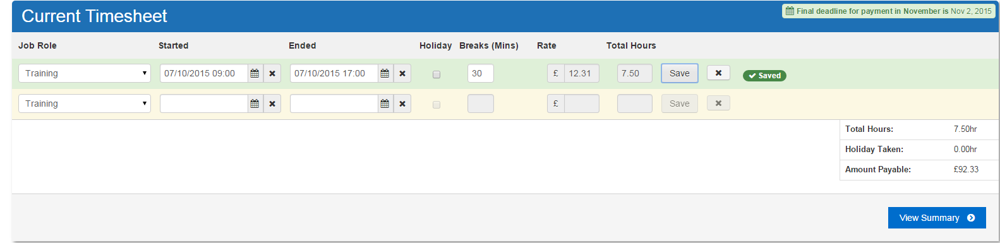 Current Timesheet
Final deadline for payment in November is Nov 2, 2015
Job Role Started Ended Holiday Breaks (Mins) Rate Total Hours
Training 07/10/2015 09:00 07/10/2015 17:00 30 £ 12.31 7.50 Save Saved
Training £ Save
Total Hours: 7.50hr
Holiday Taken: 0.00hr
Amount Payable: £92.33
View Summary